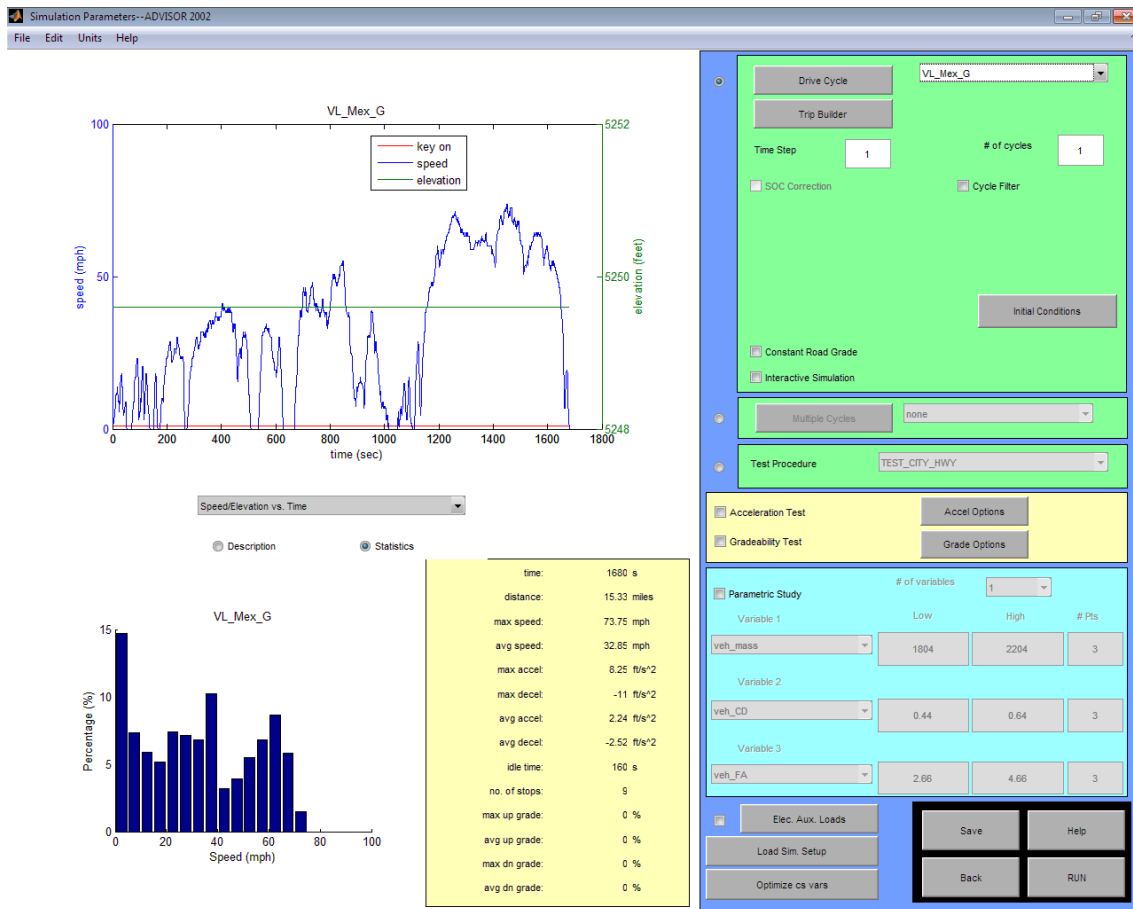 Simulation Parameters--ADVISOR 2002
File Edit Units Help
VL_Mex_G
100
50
0
speed (mph)
5252
5250
5248
elevation (feet)
key on
speed
elevation
0 200 400 600 800 1000 1200 1400 1600 1800
time (sec)
Speed/Elevation vs. Time
Description Statistics
VL_Mex_G
15
10
5
0
Percentage (%)
0 20 40 60 80 100
Speed (mph)
time: 1680 s
distance: 15.33 miles
max speed: 73.75 mph
avg speed: 32.85 mph
max accel: 8.25 ft/s^2
max decel: -11 ft/s^2
avg accel: 2.24 ft/s^2
avg decel: -2.52 ft/s^2
idle time: 160 s
no. of stops: 9
max up grade: 0 %
avg up grade: 0 %
max dn grade: 0 %
avg dn grade: 0 %
Drive Cycle VL_Mex_G
Trip Builder
Time Step 1 # of cycles 1
SOC Correction Cycle Filter
Initial Conditions
Constant Road Grade
Interactive Simulation
Multiple Cycles none
Test Procedure TEST_CITY_HWY
Acceleration Test Accel Options
Gradeability Test Grade Options
# of variables 1
Parametric Study
Variable 1 Low High # Pts
veh_mass 1804 2204 3
Variable 2
veh_CD 0.44 0.64 3
Variable 3
veh_FA 2.66 4.66 3
Elec. Aux. Loads
Load Sim. Setup
Optimize cs vars
Save Help
Back RUN